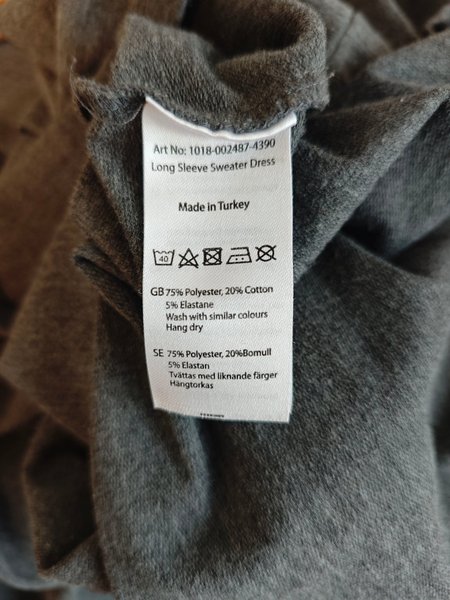 Art No: 1018-002487-4390
Long Sleeve Sweater Dress
Made in Turkey
40
GB 75% Polyester, 20% Cotton
5% Elastane
Wash with similar colours
Hang dry
SE 75% Polyester, 20%Bomull
5% Elastan
Tvättas med liknande färger
Hängtorkas